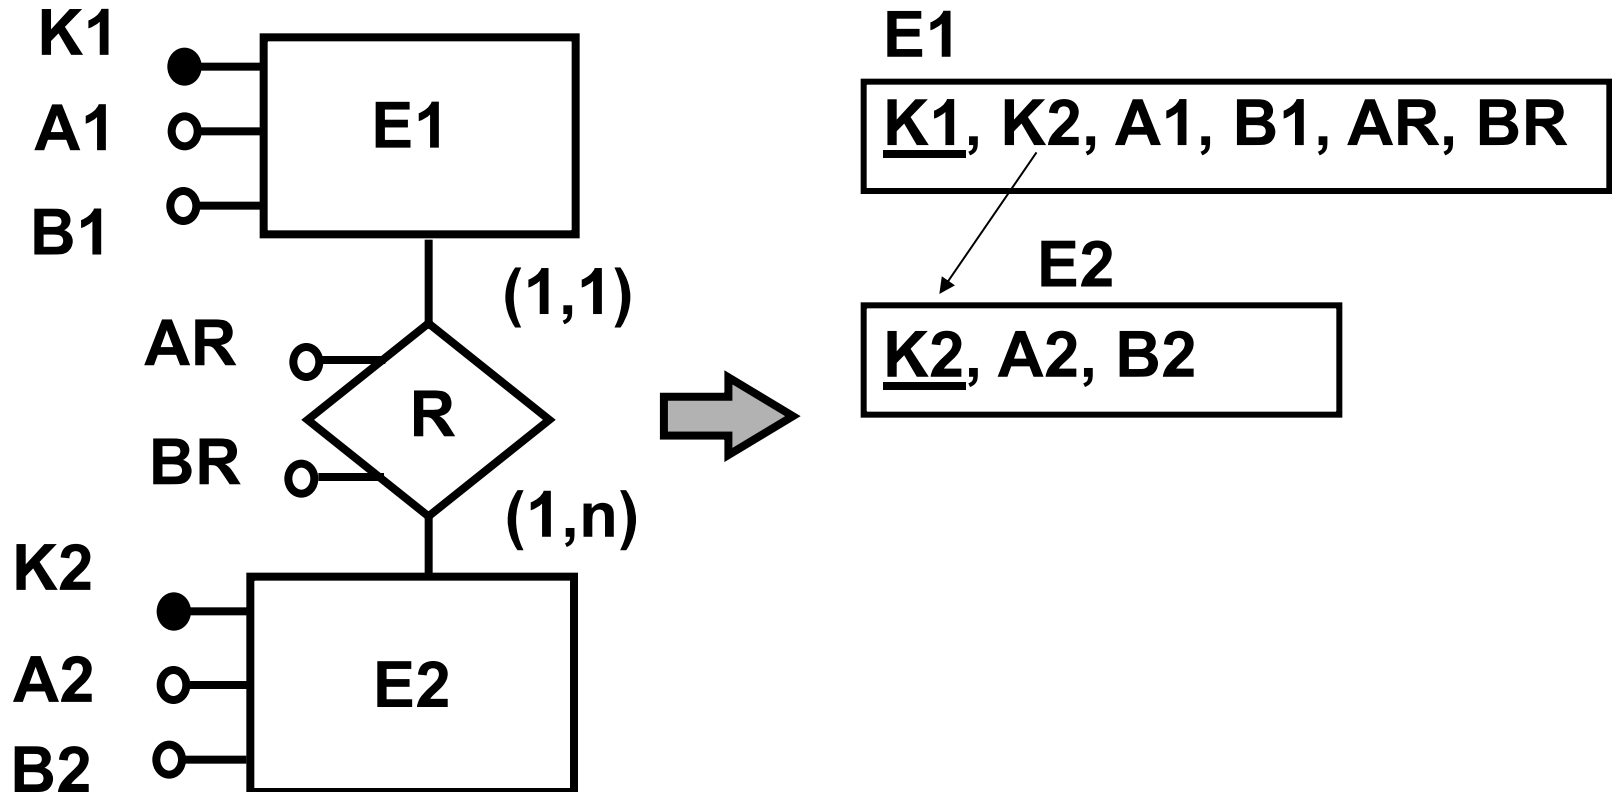 K1
A1
B1
E1
(1,1)
AR
BR
R
(1,n)
K2
A2
B2
E2
E1
K1, K2, A1, B1, AR, BR
E2
K2, A2, B2